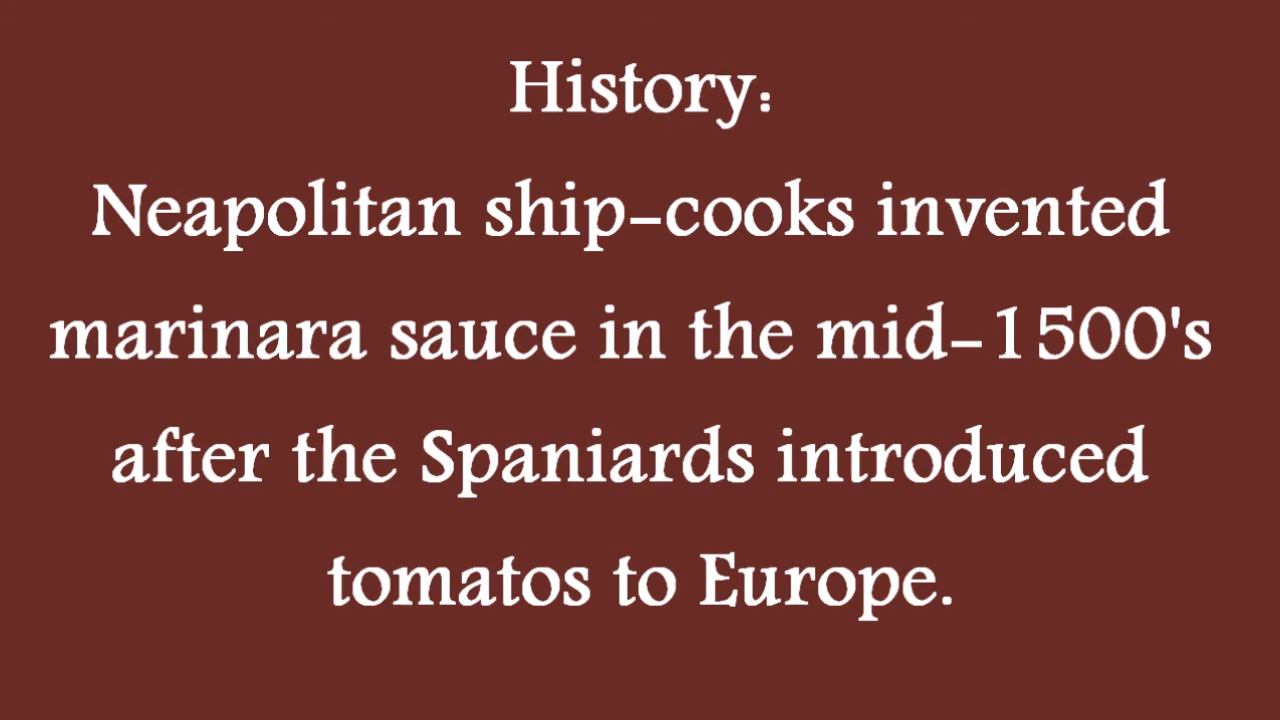 History:
Neapolitan ship-cooks invented
marinara sauce in the mid-1500's
after the Spaniards introduced
tomatos to Europe.